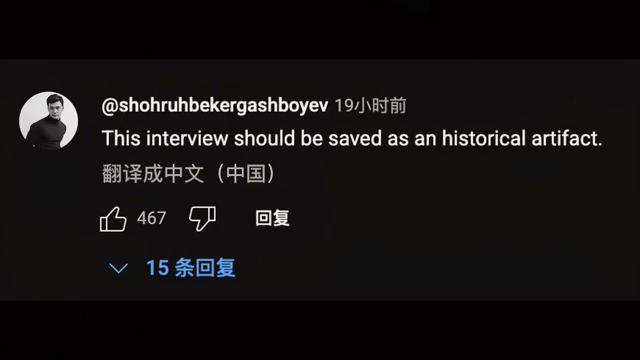 @shohruhbekergashboyev 19小时前
This interview should be saved as an historical artifact.
翻译成中文（中国）
467 回复
15 条回复